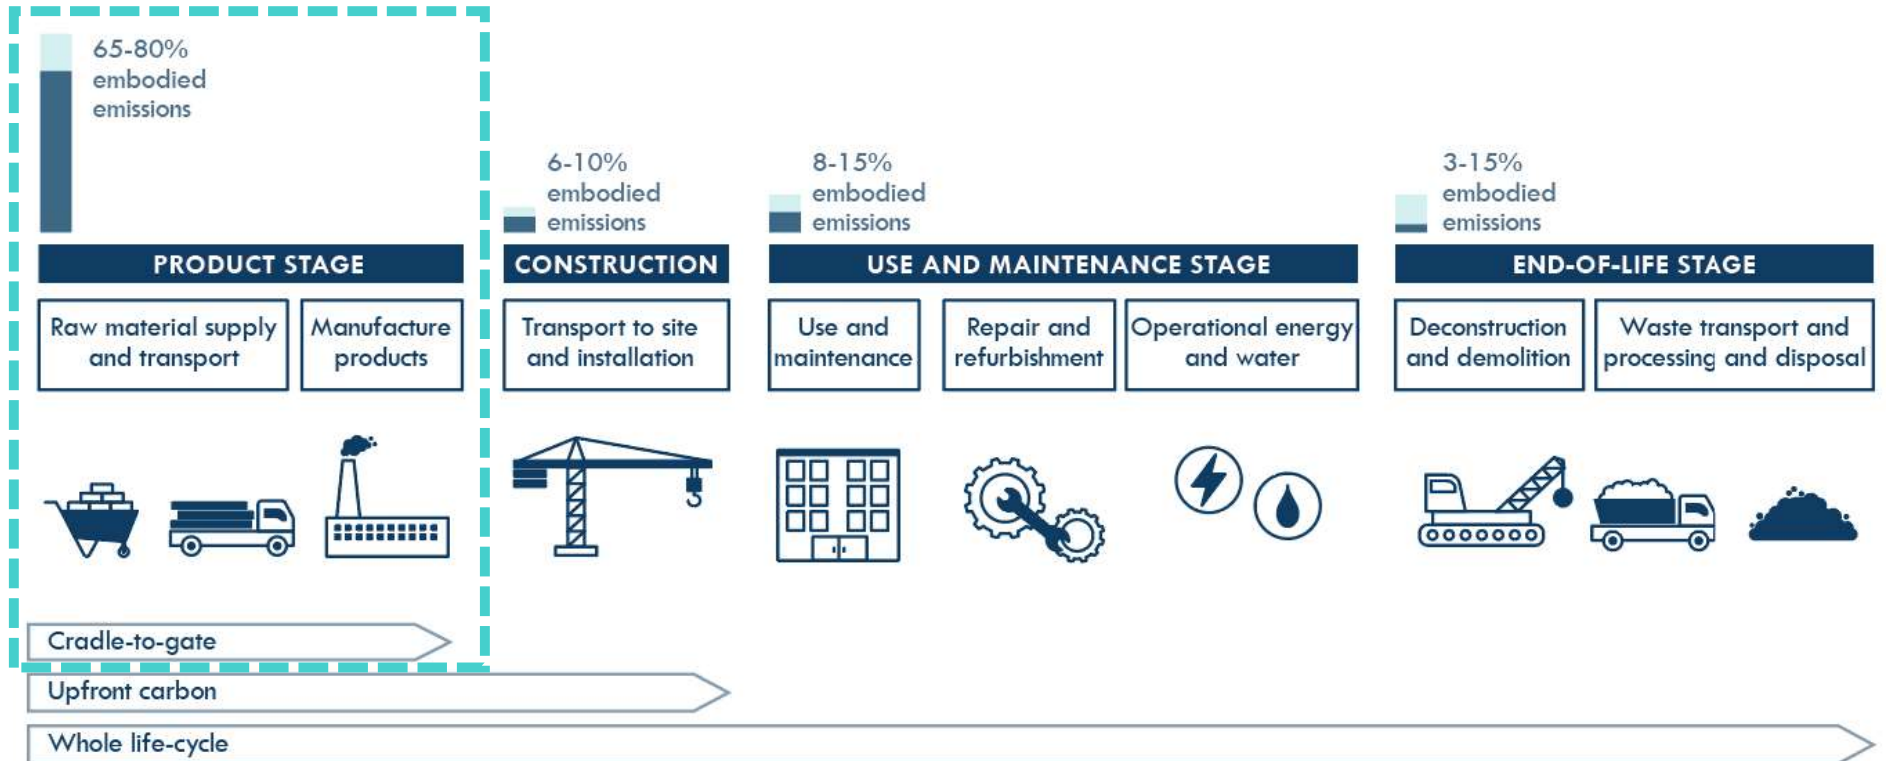 65-80%
embodied
emissions
6-10%
embodied
emissions
8-15%
embodied
emissions
3-15%
embodied
emissions
PRODUCT STAGE
CONSTRUCTION
USE AND MAINTENANCE STAGE
END-OF-LIFE STAGE
Raw material supply
and transport
Manufacture
products
Transport to site
and installation
Use and
maintenance
Repair and
refurbishment
Operational energy
and water
Deconstruction
and demolition
Waste transport and
processing and disposal
Cradle-to-gate
Upfront carbon
Whole life-cycle